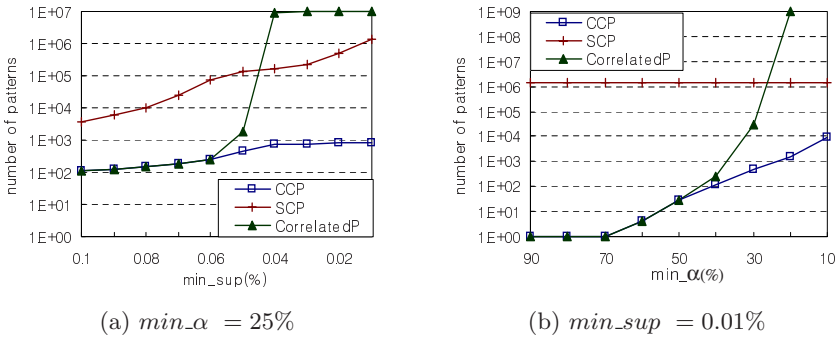 1E+07
1E+06
1E+05
1E+04
1E+03
1E+02
1E+01
1E+00
number of patterns
CCP
SCP
CorrelatedP
0.1 0.08 0.06 0.04 0.02
min_sup(%)
(a) min_α = 25%
1E+09
1E+08
1E+07
1E+06
1E+05
1E+04
1E+03
1E+02
1E+01
1E+00
number of patterns
CCP
SCP
CorrelatedP
90 70 50 30 10
min_α(%)
(b) min_sup = 0.01%